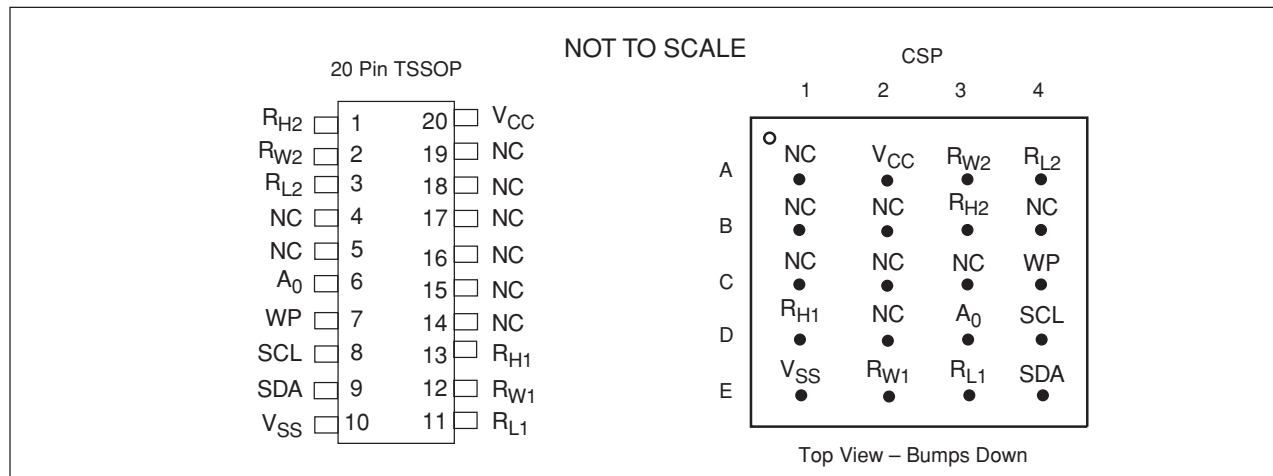 NOT TO SCALE
20 Pin TSSOP
RH2 1 20 VCC
RW2 2 19 NC
RL2 3 18 NC
NC 4 17 NC
NC 5 16 NC
A0 6 15 NC
WP 7 14 NC
SCL 8 13 RH1
SDA 9 12 RW1
VSS 10 11 RL1
CSP
1 2 3 4
A NC VCC RW2 RL2
B NC NC RH2 NC
C NC NC NC WP
D RH1 NC A0 SCL
E VSS RW1 RL1 SDA
Top View – Bumps Down